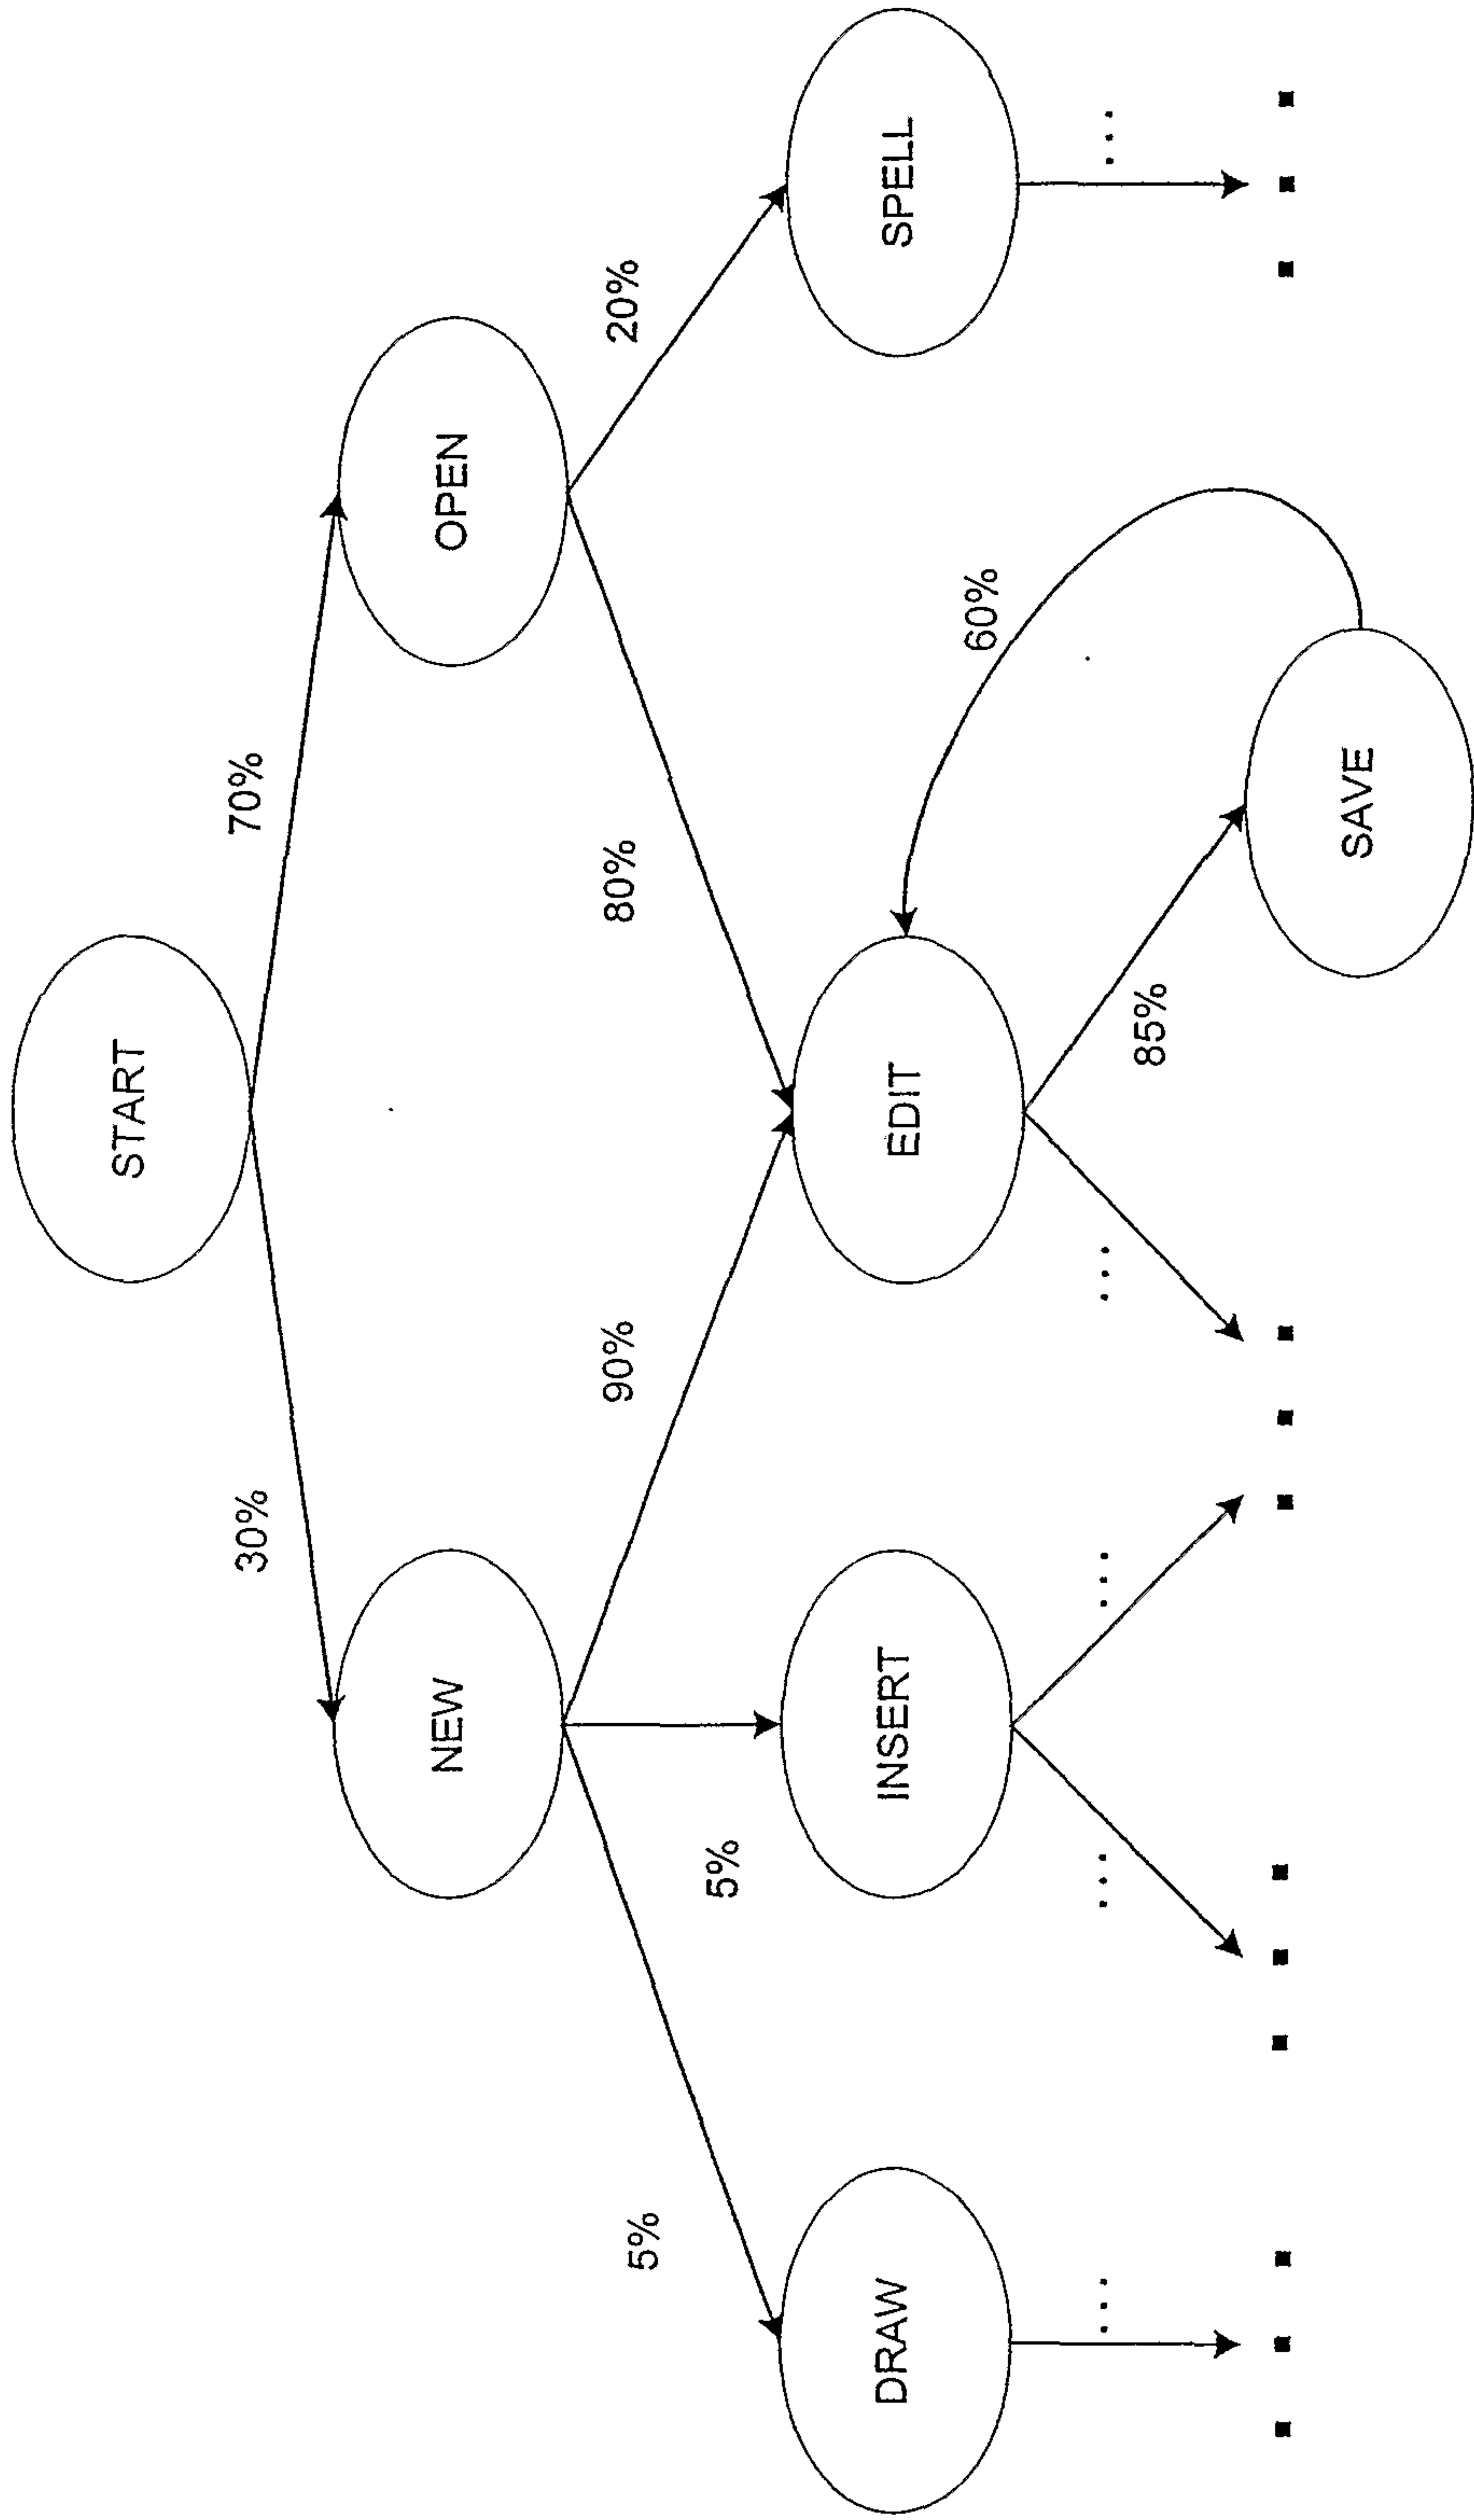 START
30%
70%
NEW
OPEN
5%
5%
90%
80%
20%
DRAW
INSERT
EDIT
SPELL
60%
...
...
...
...
85%
...
SAVE